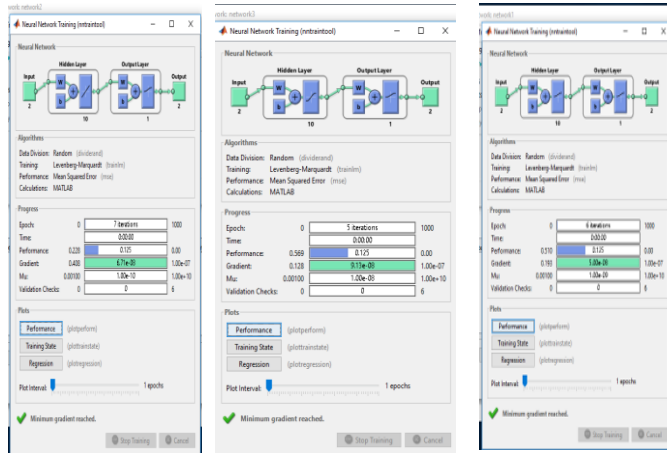 work: network2
Neural Network Training (nntraintool)
Neural Network
Hidden Layer
Output Layer
Input
Output
W
b
W
b
2
10
1
2
Algorithms
Data Division: Random (dividerand)
Training: Levenberg-Marquardt (trainlm)
Performance: Mean Squared Error (mse)
Calculations: MATLAB
Progress
Epoch: 0 7 iterations 1000
Time: 0:00:00
Performance: 0.228 0.125 0.00
Gradient: 0.408 6.71e-08 1.00e-07
Mu: 0.00100 1.00e-10 1.00e+10
Validation Checks: 0 0 6
Plots
Performance (plotperform)
Training State (plottrainstate)
Regression (plotregression)
Plot Interval: 1 epochs
Minimum gradient reached.
Stop Training
Cancel
work: network3
Neural Network Training (nntraintool)
Neural Network
Hidden Layer
Output Layer
Input
Output
W
b
W
b
2
10
1
2
Algorithms
Data Division: Random (dividerand)
Training: Levenberg-Marquardt (trainlm)
Performance: Mean Squared Error (mse)
Calculations: MATLAB
Progress
Epoch: 0 5 iterations 1000
Time: 0:00:00
Performance: 0.569 0.125 0.00
Gradient: 0.128 9.13e-08 1.00e-07
Mu: 0.00100 1.00e-08 1.00e+10
Validation Checks: 0 0 6
Plots
Performance (plotperform)
Training State (plottrainstate)
Regression (plotregression)
Plot Interval: 1 epochs
Minimum gradient reached.
Stop Training
Cancel
work: network1
Neural Network Training (nntraintool)
Neural Network
Hidden Layer
Output Layer
Input
Output
W
b
W
b
2
10
1
2
Algorithms
Data Division: Random (dividerand)
Training: Levenberg-Marquardt (trainlm)
Performance: Mean Squared Error (mse)
Calculations: MATLAB
Progress
Epoch: 0 6 iterations 1000
Time: 0:00:00
Performance: 0.510 0.125 0.00
Gradient: 1.00e-07
Mu: 0.00100 1.00e-09 1.00e+10
Validation Checks: 0 0 6
Plots
Performance (plotperform)
Training State (plottrainstate)
Regression (plotregression)
Plot Interval: 1 epochs
Minimum gradient reached.
Stop Training
Cancel